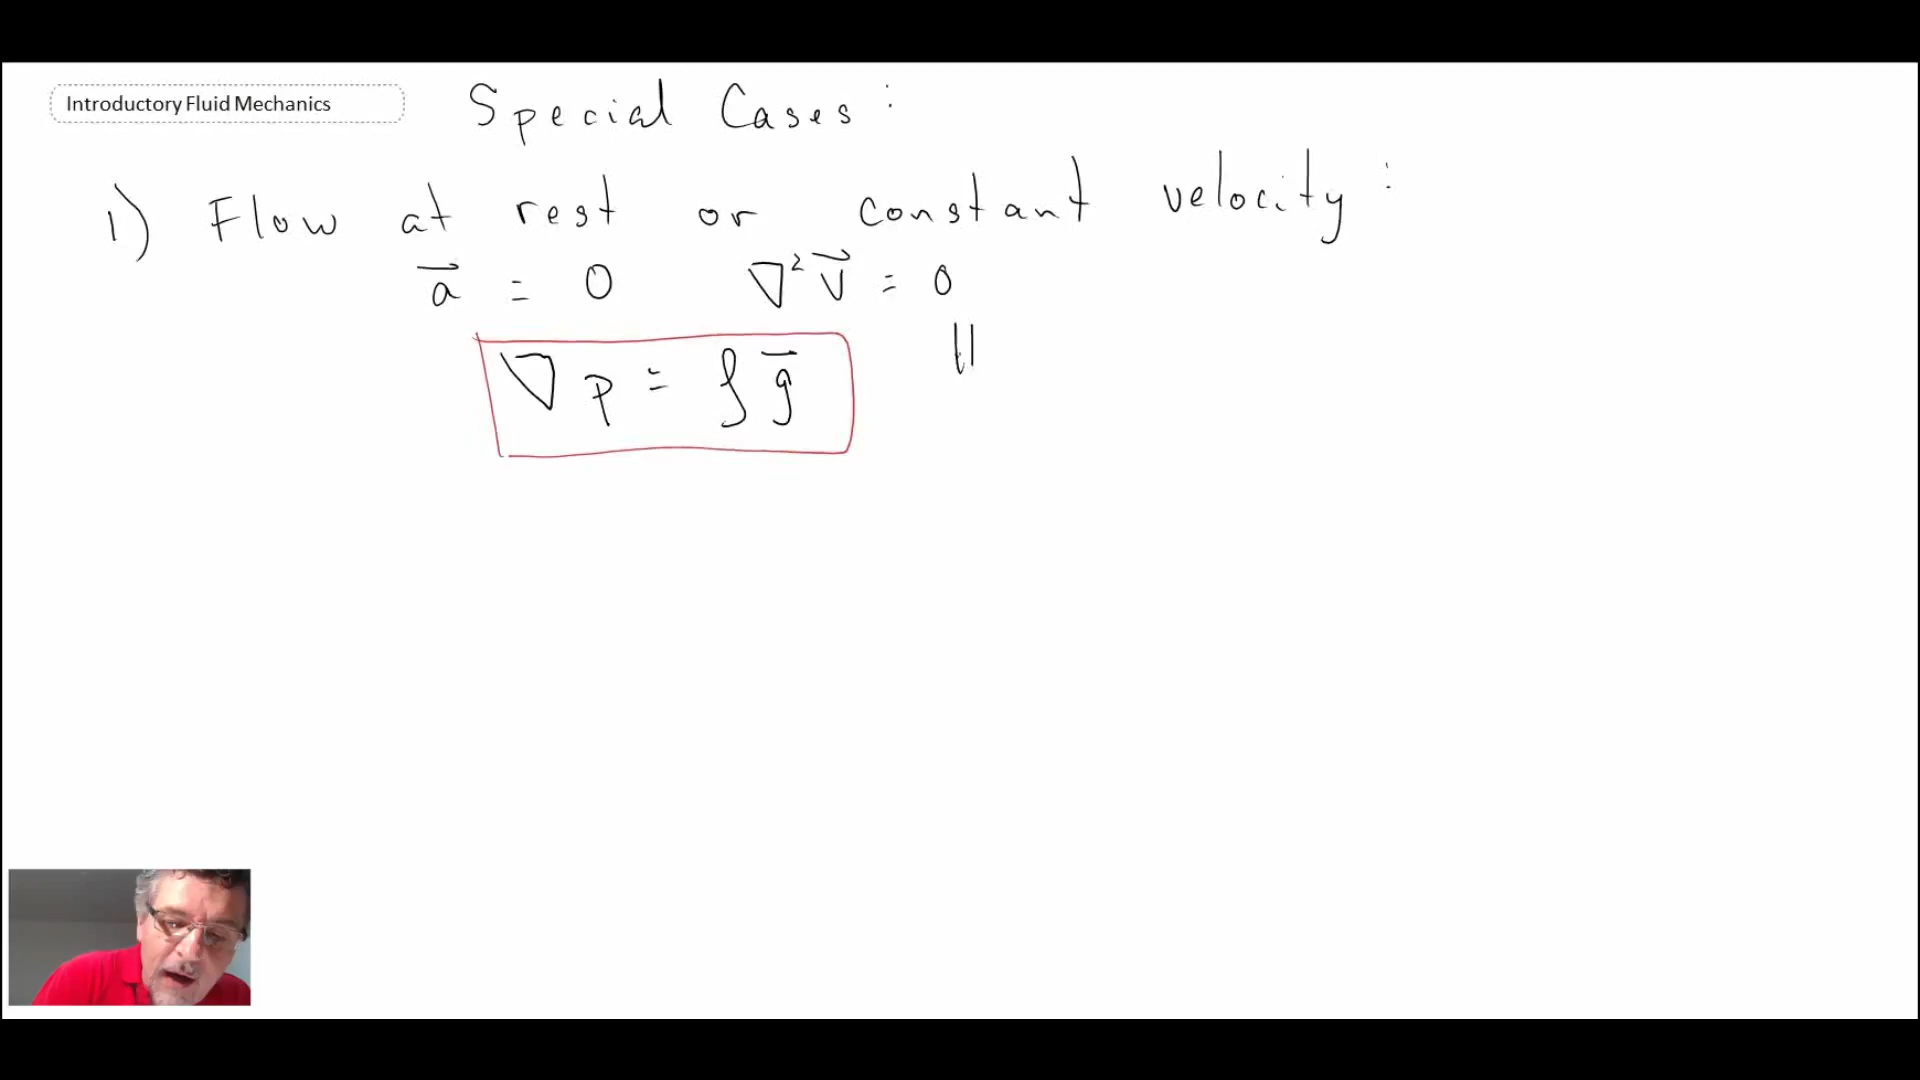 Introductory Fluid Mechanics
Special Cases:
1) Flow at rest or constant velocity:
a⃗ = 0 ∇²V⃗ = 0
∇p = ρg⃗